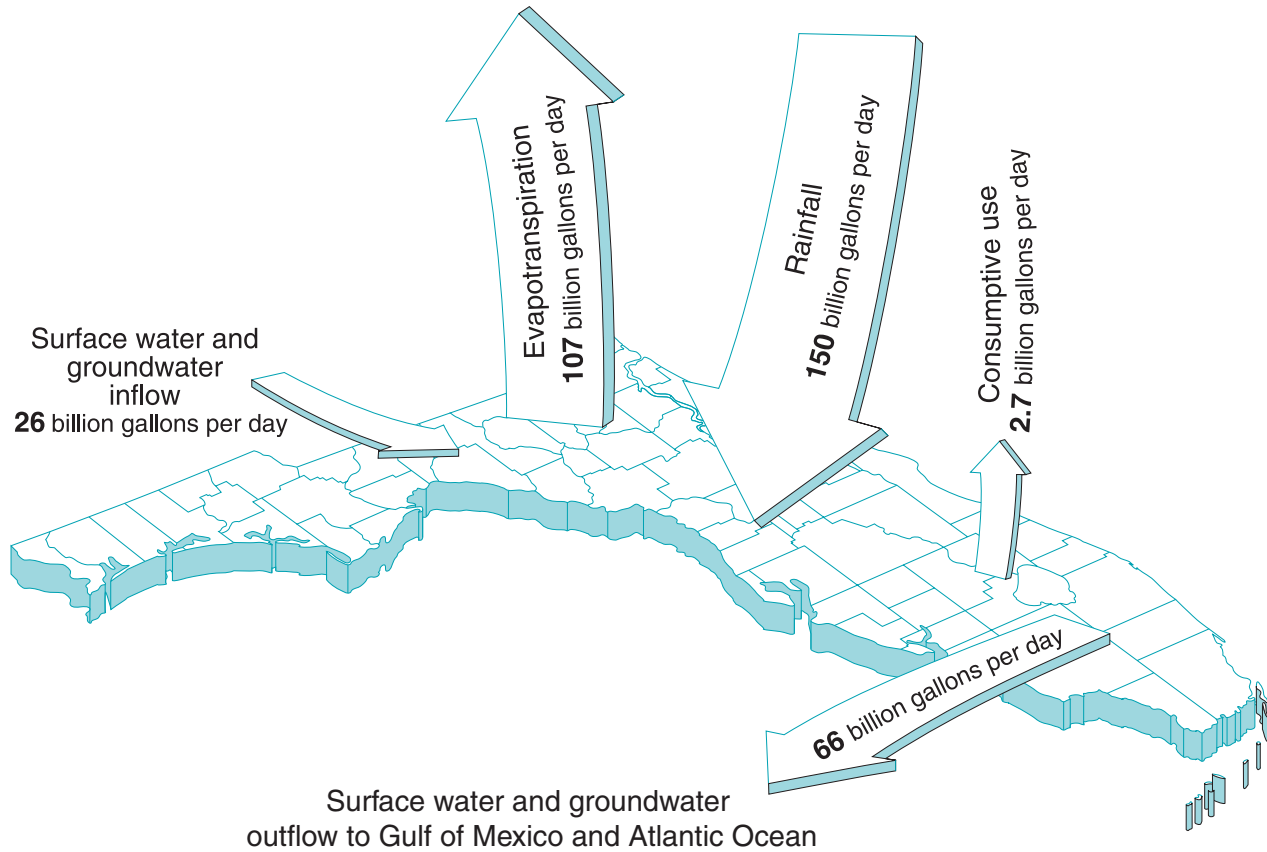 Evapotranspiration
107 billion gallons per day
Rainfall
150 billion gallons per day
Consumptive use
2.7 billion gallons per day
Surface water and
groundwater
inflow
26 billion gallons per day
66 billion gallons per day
Surface water and groundwater
outflow to Gulf of Mexico and Atlantic Ocean